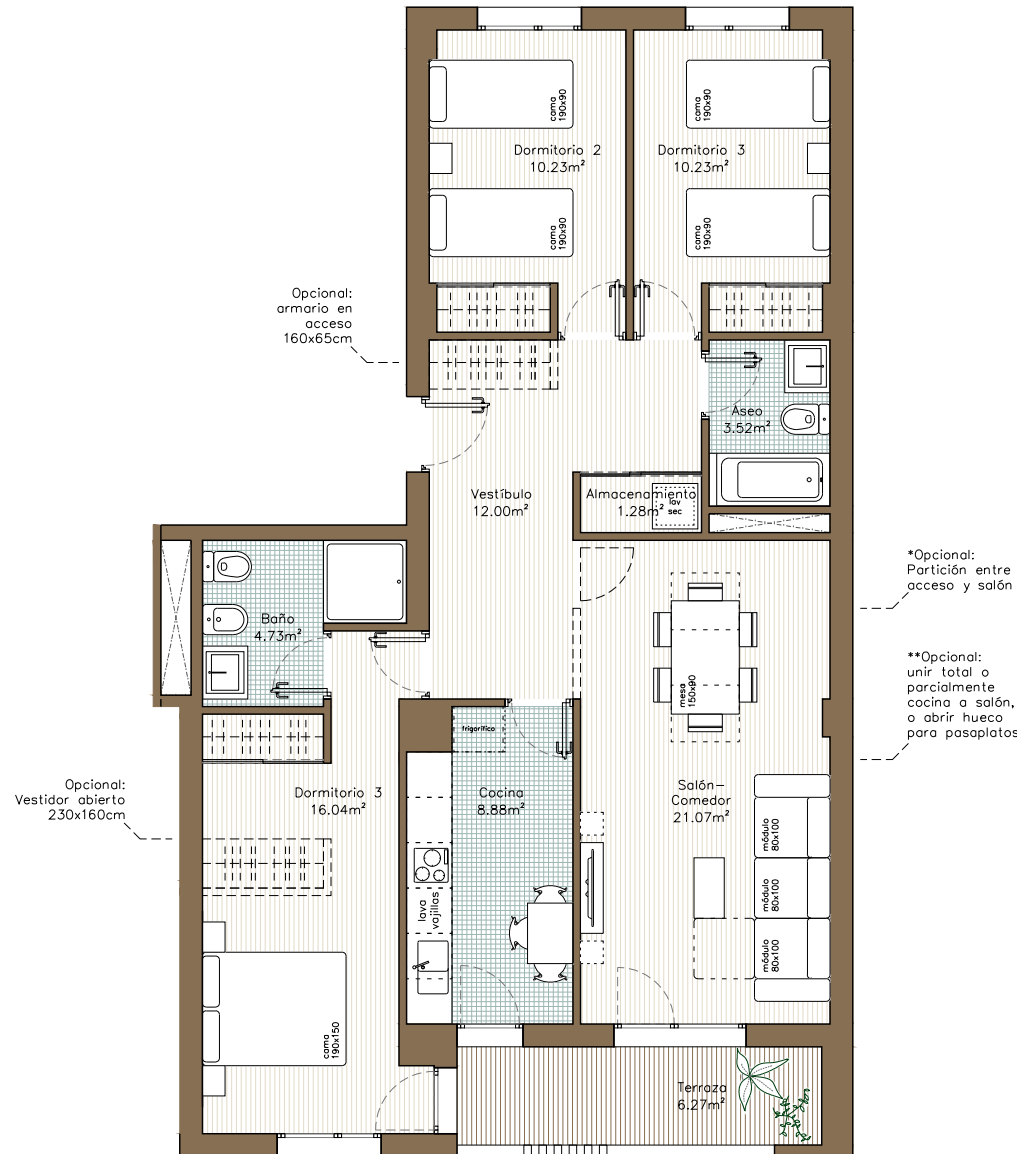 cama
190x90
cama
190x90
Dormitorio 2
10.23m²
Dormitorio 3
10.23m²
cama
190x90
cama
190x90
Opcional:
armario en
acceso
160x65cm
Aseo
3.52m²
Vestíbulo
12.00m²
Almacenamiento
1.28m²
lav
sec
*Opcional:
Partición entre
acceso y salón
Baño
4.73m²
mesa
150x90
**Opcional:
unir total o
parcialmente
cocina a salón,
o abrir hueco
para pasaplatos
frigorífico
Opcional:
Vestidor abierto
230x160cm
Dormitorio 3
16.04m²
Cocina
8.88m²
Salón-
Comedor
21.07m²
módulo
80x100
módulo
80x100
módulo
80x100
lava
vajillas
cama
190x150
Terraza
6.27m²